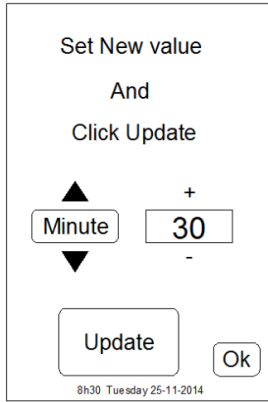 Set New value
And
Click Update
+
Minute 30
-
Update
Ok
8h30 Tuesday 25-11-2014